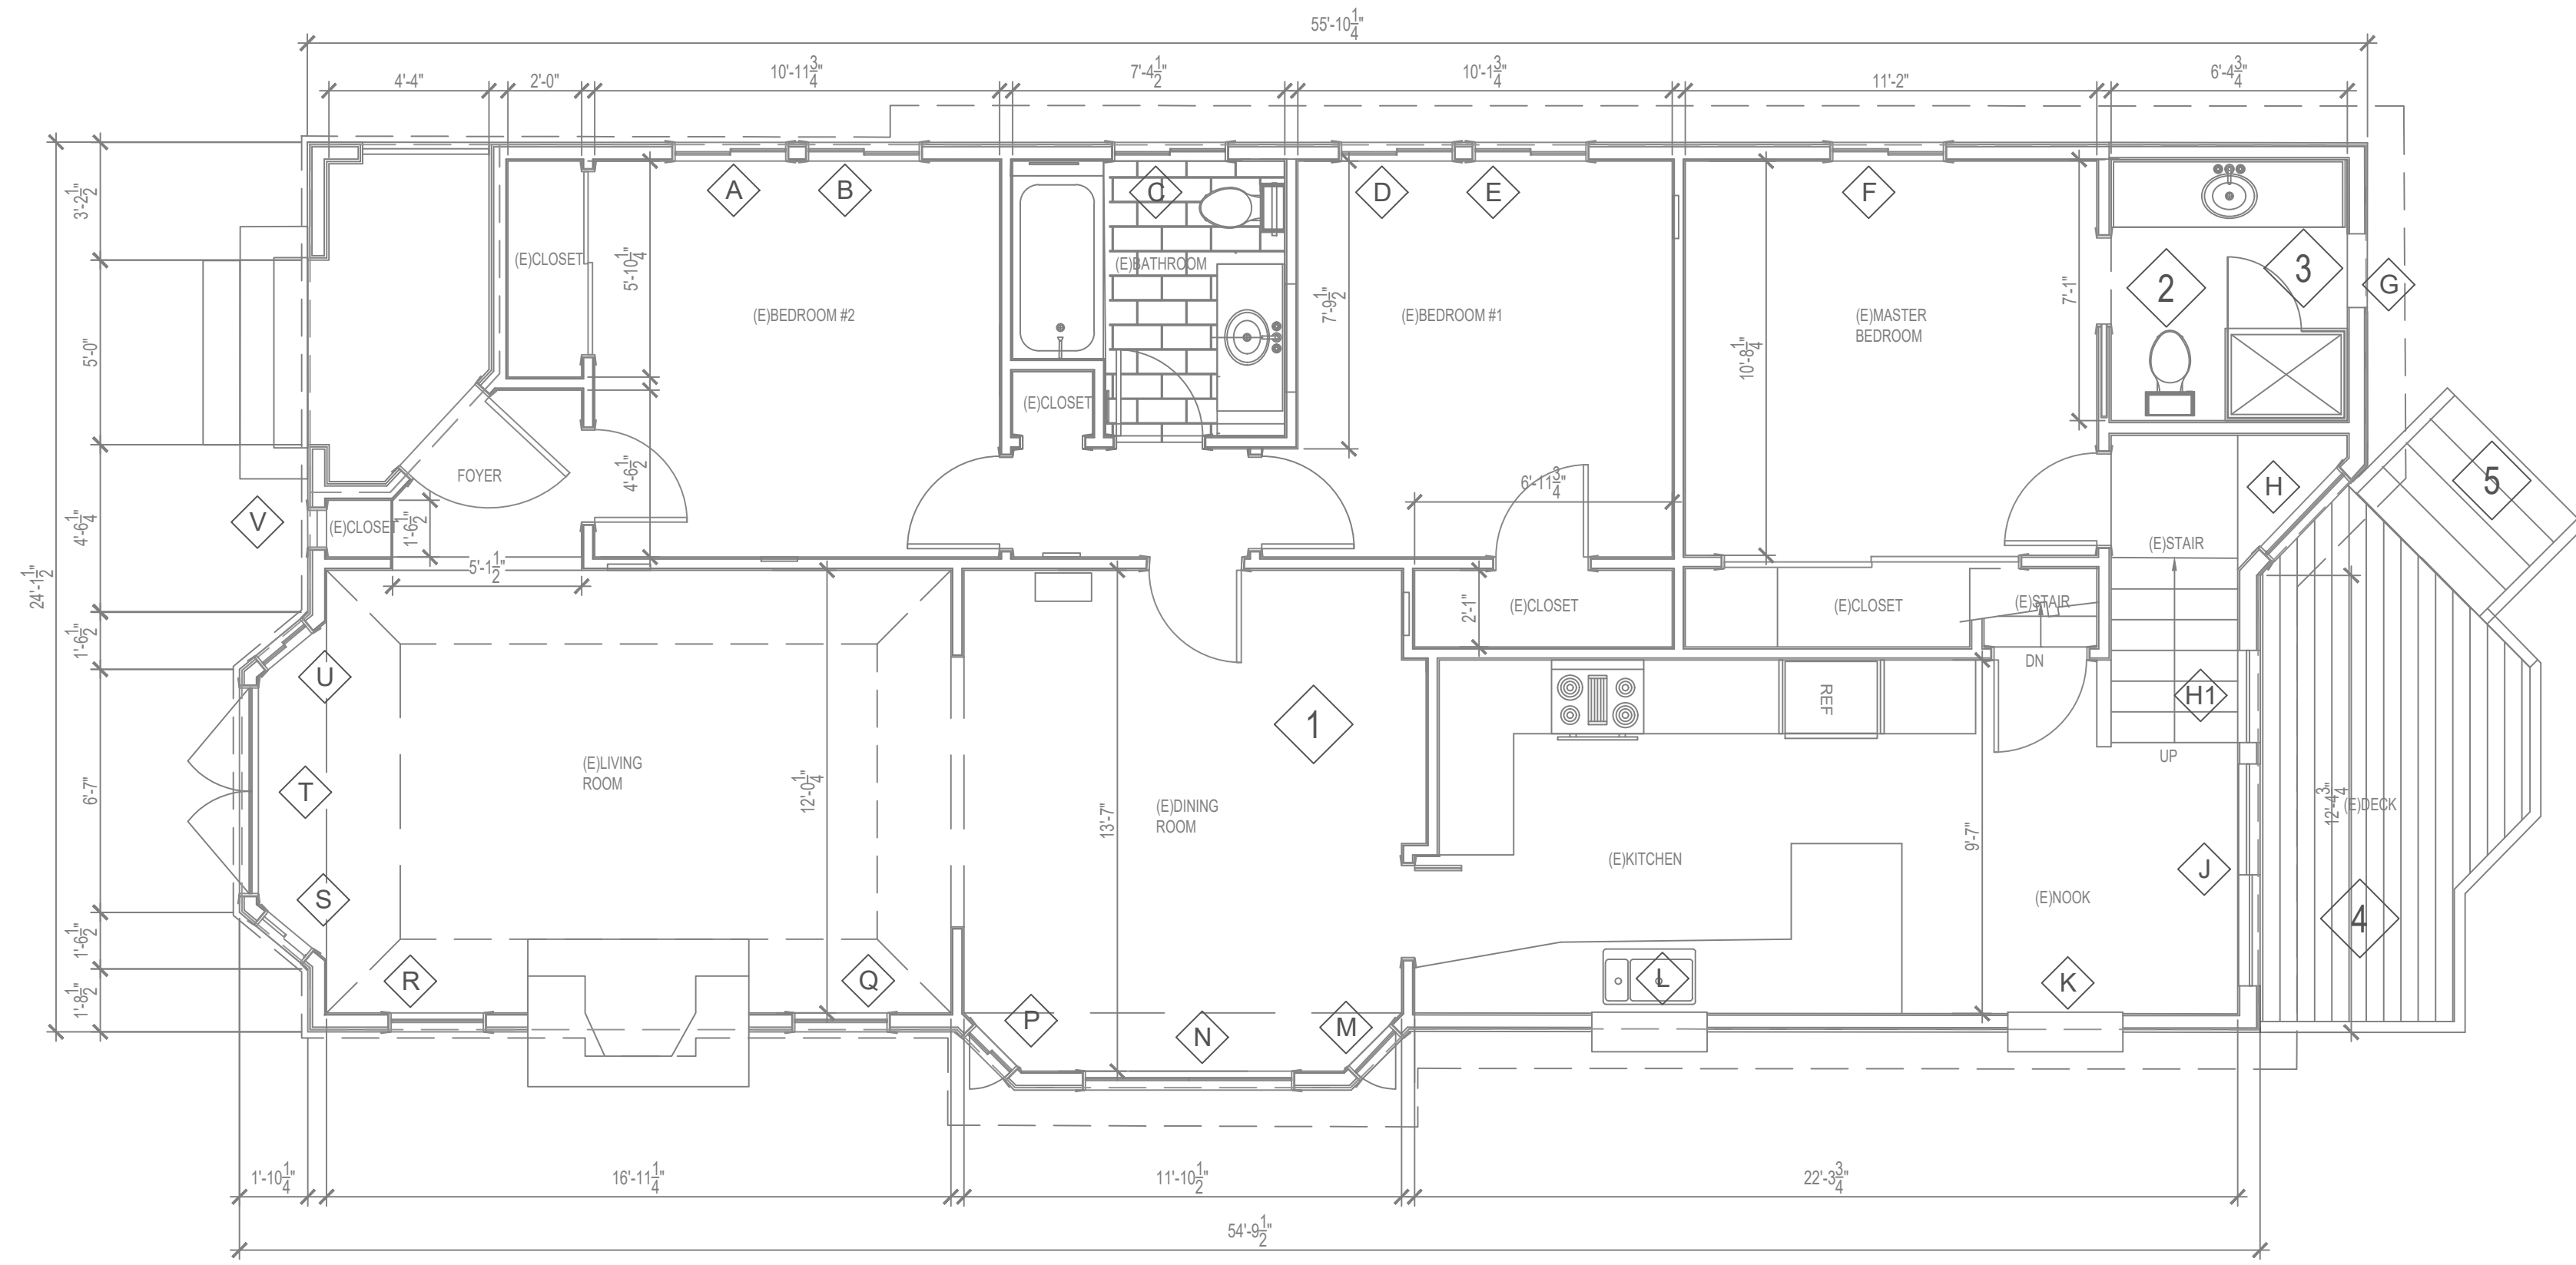 55'-10 1/4"
4'-4"
2'-0"
10'-11 3/4"
7'-4 1/2"
10'-1 3/4"
11'-2"
6'-4 3/4"
A
B
C
D
E
F
G
2
3
3'-2 1/2"
5'-0"
4'-6 1/4"
24'-1 1/2"
1'-6 1/2"
6'-7"
1'-6 1/2"
1'-8 1/2"
(E)CLOSET
5'-10 1/4"
(E)BATHROOM
7'-9 1/2"
7'-1"
(E)BEDROOM #2
(E)BEDROOM #1
(E)MASTER
BEDROOM
10'-8 1/4"
(E)CLOSET
FOYER
4'-6 1/2"
6'-11 3/4"
H
5
V
(E)CLOSET
1'-6 1/2"
5'-1 1/2"
(E)STAIR
2'-1"
(E)CLOSET
(E)CLOSET
(E)STAIR
DN
U
1
REF
H1
UP
(E)LIVING
ROOM
T
12'-0 1/4"
13'-7"
(E)DINING
ROOM
12'-4 3/4"
(E)DECK
9'-7"
(E)KITCHEN
J
S
(E)NOOK
4
R
Q
L
K
P
N
M
1'-10 1/4"
16'-11 1/4"
11'-10 1/2"
22'-3 3/4"
54'-9 1/2"